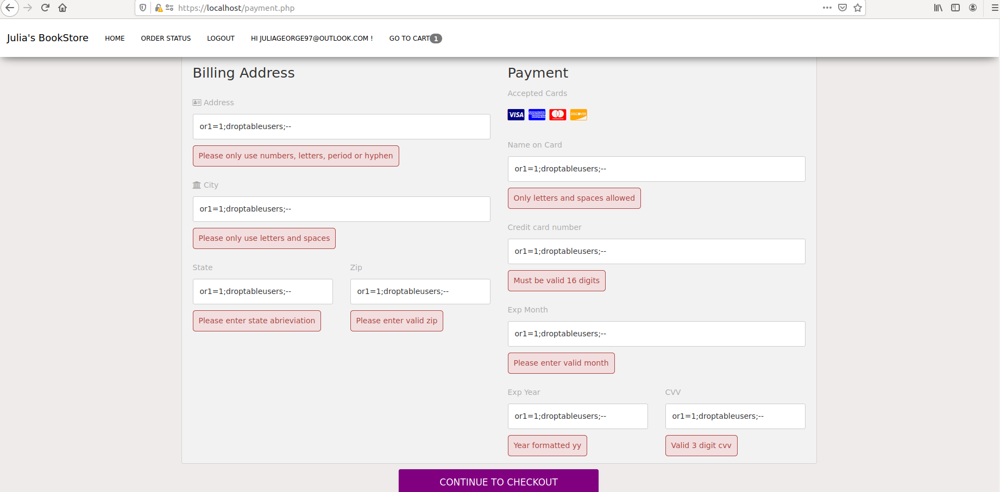 https://localhost/payment.php
Julia's BookStore HOME ORDER STATUS LOGOUT HI JULIAGEORGE97@OUTLOOK.COM ! GO TO CART 1
Billing Address
Address
or1=1;droptableusers;--
Please only use numbers, letters, period or hyphen
City
or1=1;droptableusers;--
Please only use letters and spaces
State Zip
or1=1;droptableusers;-- or1=1;droptableusers;--
Please enter state abrieviation Please enter valid zip
Payment
Accepted Cards
VISA AMERICAN EXPRESS mastercard DISCOVER
Name on Card
or1=1;droptableusers;--
Only letters and spaces allowed
Credit card number
or1=1;droptableusers;--
Must be valid 16 digits
Exp Month
or1=1;droptableusers;--
Please enter valid month
Exp Year CVV
or1=1;droptableusers;-- or1=1;droptableusers;--
Year formatted yy Valid 3 digit cvv
CONTINUE TO CHECKOUT